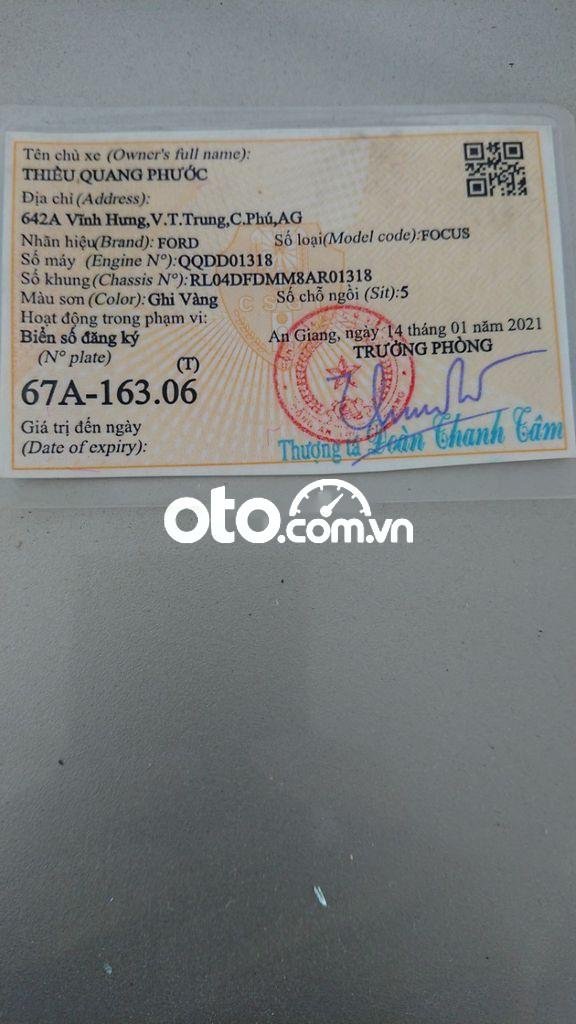 Tên chủ xe (Owner's full name):
THIỀU QUANG PHƯỚC
Địa chỉ (Address):
642A Vĩnh Hưng,V.T.Trung,C.Phú,AG
Nhãn hiệu(Brand): FORD Số loại(Model code):FOCUS
Số máy (Engine Nº):QQDD01318
Số khung(Chassis Nº):RL04DFDMM8AR01318
Màu sơn(Color): Ghi Vàng Số chỗ ngồi (Sit):5
Hoạt động trong phạm vi:
Biển số đăng ký An Giang, ngày 14 tháng 01 năm 2021
(Nº plate) (T) TRƯỞNG PHÒNG
67A-163.06
Giá trị đến ngày
(Date of expiry): Thượng tá Đoàn Thanh Tâm
oto.com.vn